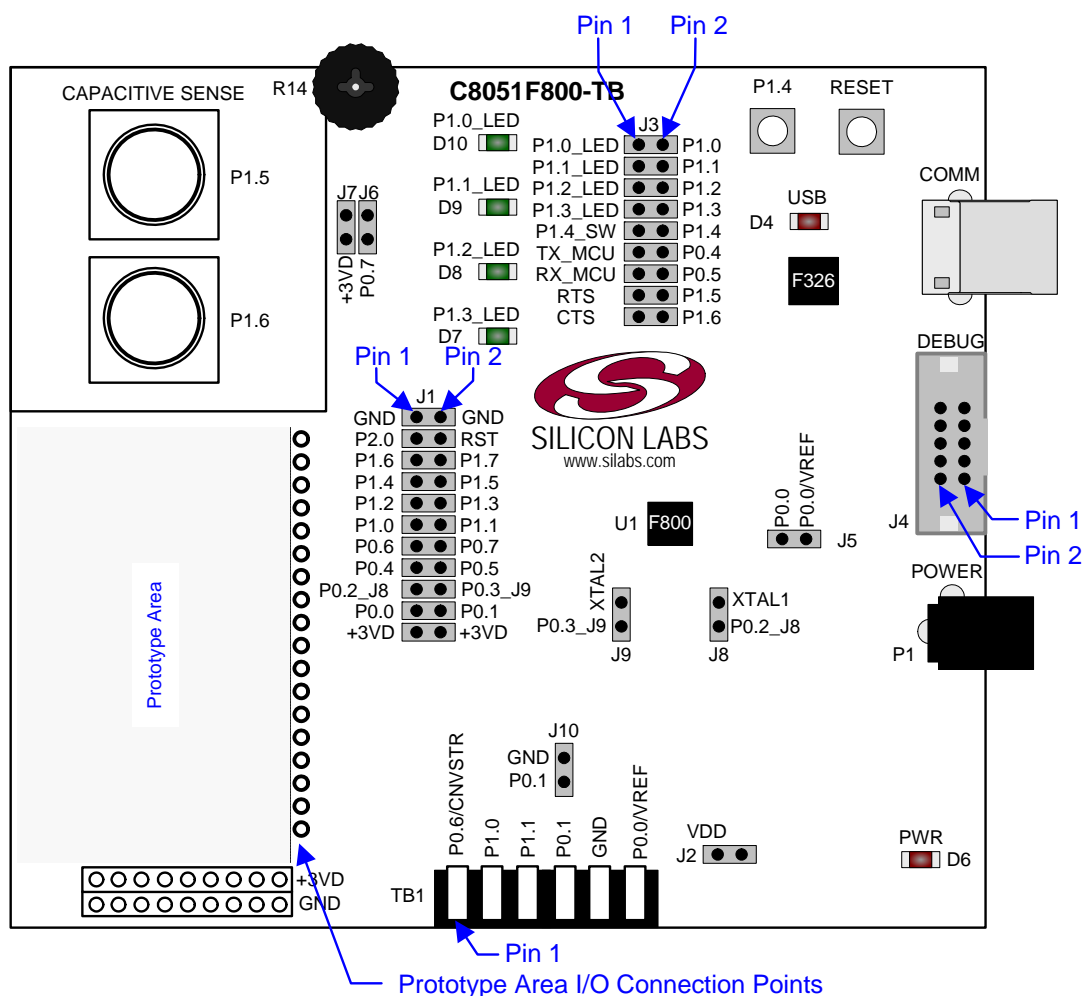 Pin 1 Pin 2
CAPACITIVE SENSE
R14
C8051F800-TB
P1.4 RESET
P1.5
P1.6
J7 J6
+3VD P0.7
P1.0_LED
D10
P1.1_LED
D9
P1.2_LED
D8
P1.3_LED
D7
J3
P1.0_LED P1.0
P1.1_LED P1.1
P1.2_LED P1.2
P1.3_LED P1.3
P1.4_SW P1.4
TX_MCU P0.4
RX_MCU P0.5
RTS P1.5
CTS P1.6
USB
D4
F326
COMM
DEBUG
J4
Pin 1
Pin 2
Pin 1 Pin 2
J1
GND GND
P2.0 RST
P1.6 P1.7
P1.4 P1.5
P1.2 P1.3
P1.0 P1.1
P0.6 P0.7
P0.4 P0.5
P0.2_J8 P0.3_J9
P0.0 P0.1
+3VD +3VD
SILICON LABS
www.silabs.com
U1 F800
P0.0 P0.0/VREF
J5
XTAL2
P0.3_J9
J9
XTAL1
P0.2_J8
J8
POWER
P1
Prototype Area
J10
GND
P0.1
P0.6/CNVSTR
P1.0
P1.1
P0.1
GND
P0.0/VREF
TB1
VDD
J2
PWR
D6
+3VD
GND
Pin 1
Prototype Area I/O Connection Points